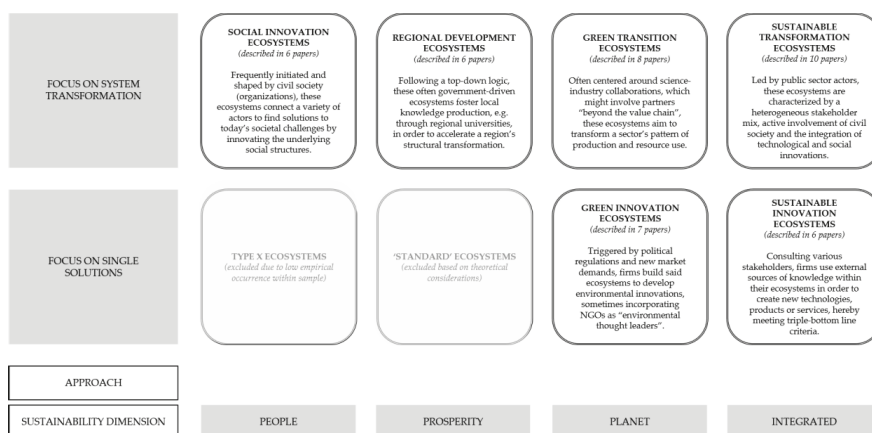 FOCUS ON SYSTEM
TRANSFORMATION
SOCIAL INNOVATION
ECOSYSTEMS
(described in 6 papers)
Frequently initiated and
shaped by civil society
(organizations), these
ecosystems connect a variety of
actors to find solutions to
today's societal challenges by
innovating the underlying
social structures.
REGIONAL DEVELOPMENT
ECOSYSTEMS
(described in 6 papers)
Following a top-down logic,
these often government-driven
ecosystems foster local
knowledge production, e.g.
through regional universities,
in order to accelerate a region's
structural transformation.
GREEN TRANSITION
ECOSYSTEMS
(described in 8 papers)
Often centered around science-
industry collaborations, which
might involve partners
"beyond the value chain",
these ecosystems aim to
transform a sector's pattern of
production and resource use.
SUSTAINABLE
TRANSFORMATION
ECOSYSTEMS
(described in 10 papers)
Led by public sector actors,
these ecosystems are
characterized by a
heterogeneous stakeholder
mix, active involvement of civil
society and the integration of
technological and social
innovations.
FOCUS ON SINGLE
SOLUTIONS
TYPE X ECOSYSTEMS
(excluded due to low empirical
occurrence within sample)
'STANDARD' ECOSYSTEMS
(excluded based on theoretical
considerations)
GREEN INNOVATION
ECOSYSTEMS
(described in 7 papers)
Triggered by political
regulations and new market
demands, firms build said
ecosystems to develop
environmental innovations,
sometimes incorporating
NGOs as "environmental
thought leaders".
SUSTAINABLE
INNOVATION
ECOSYSTEMS
(described in 6 papers)
Consulting various
stakeholders, firms use external
sources of knowledge within
their ecosystems in order to
create new technologies,
products or services, hereby
meeting triple-bottom line
criteria.
APPROACH
SUSTAINABILITY DIMENSION
PEOPLE
PROSPERITY
PLANET
INTEGRATED